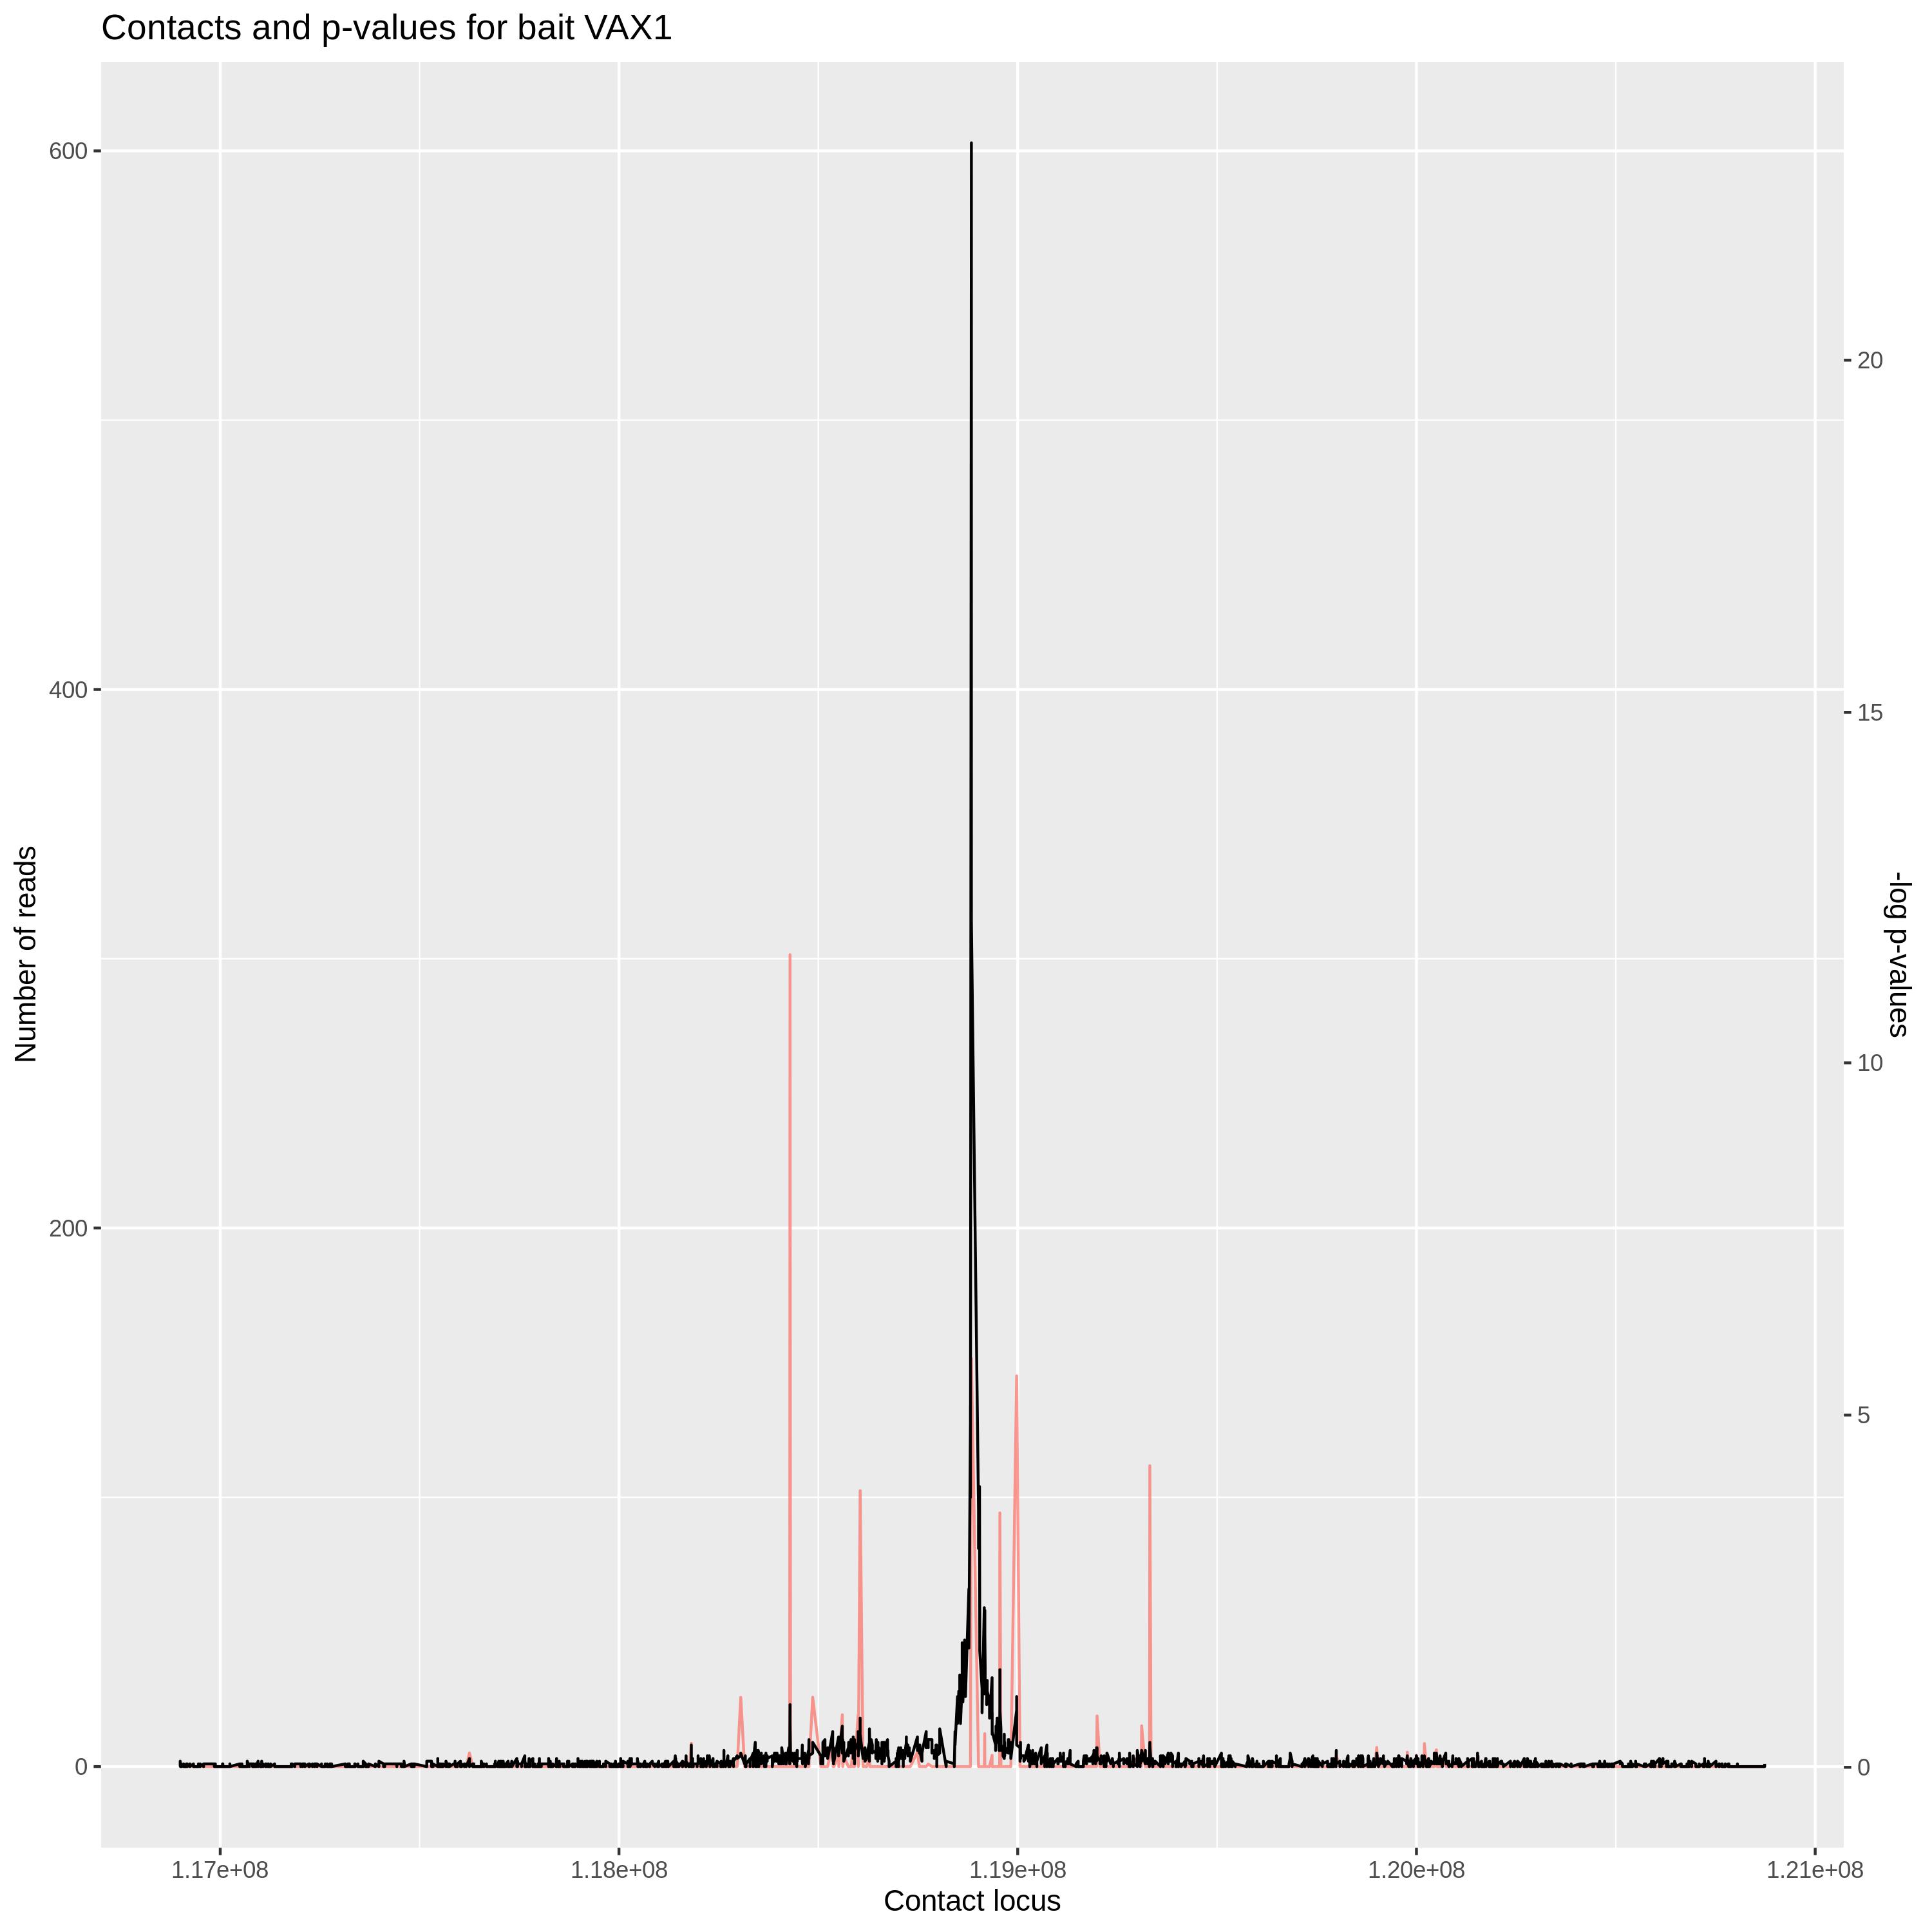 Contacts and p-values for bait VAX1
600
400
200
0
Number of reads
20
15
10
5
0
-log p-values
1.17e+08
1.18e+08
1.19e+08
1.20e+08
1.21e+08
Contact locus